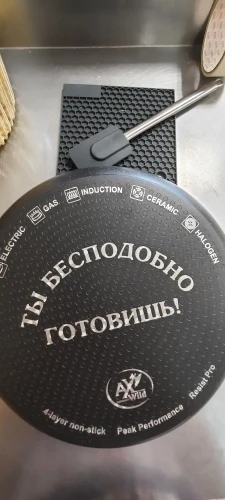 ELECTRIC GAS INDUCTION CERAMIC HALOGEN
ТЫ БЕСПОДОБНО
ГОТОВИШЬ!
4-layer non-stick Peak Performance Resist Pro